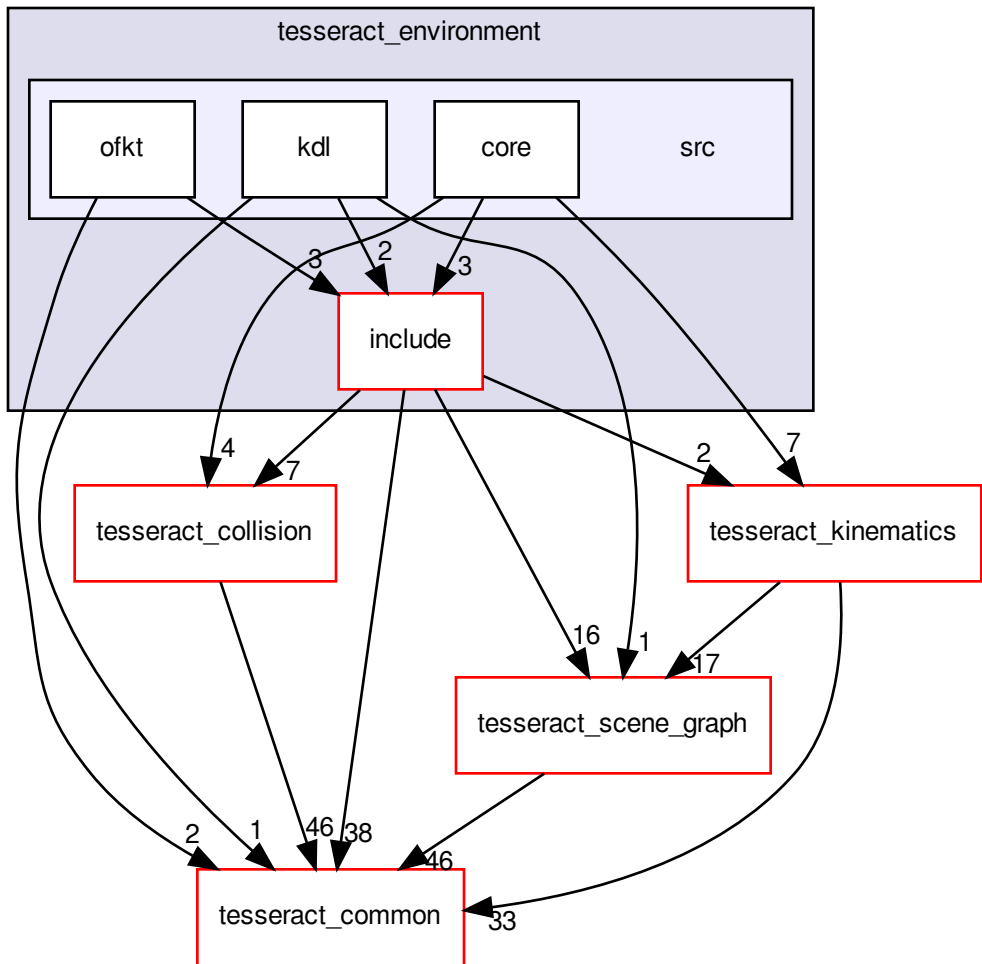 tesseract_environment
ofkt
kdl
core
src
3
2
3
include
4
7
2
7
tesseract_collision
tesseract_kinematics
16
1
17
tesseract_scene_graph
2
1
46
38
46
tesseract_common
33